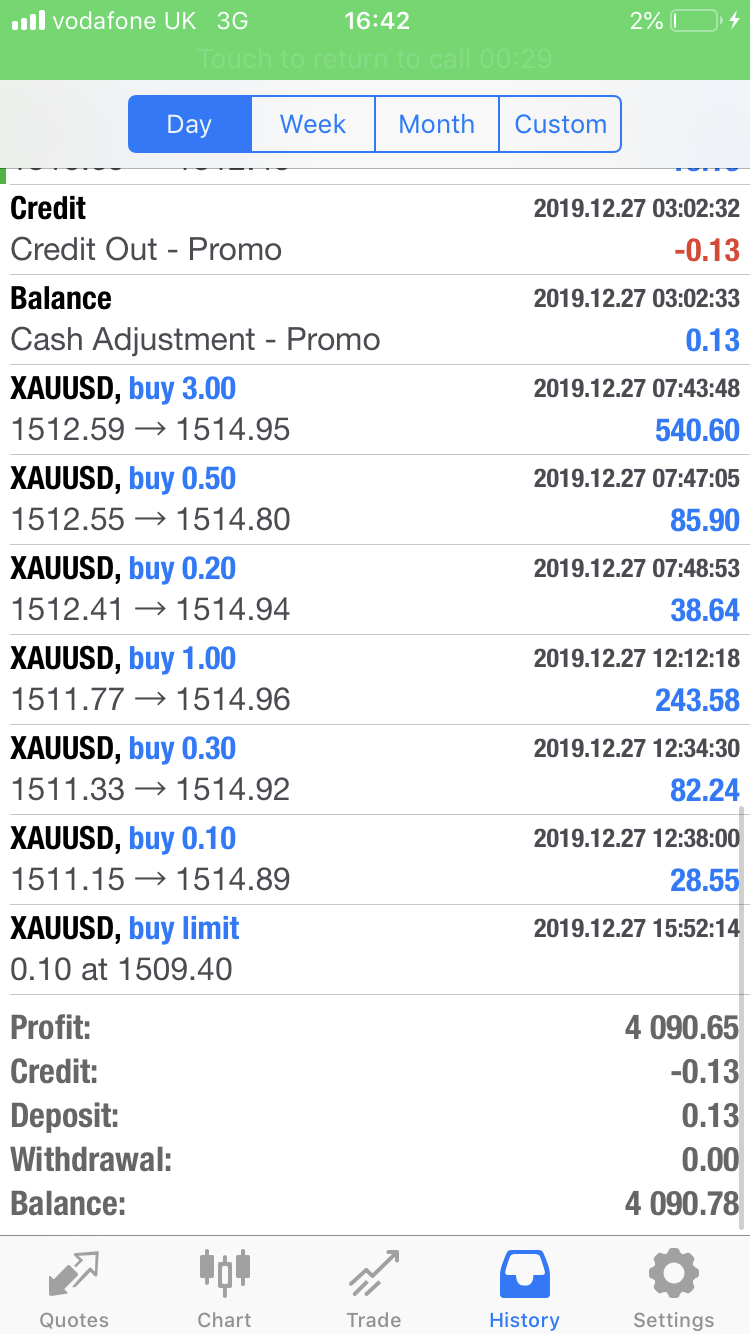 vodafone UK 3G 16:42 2%
Touch to return to call 00:29
Day Week Month Custom
Credit 2019.12.27 03:02:32
Credit Out - Promo -0.13
Balance 2019.12.27 03:02:33
Cash Adjustment - Promo 0.13
XAUUSD, buy 3.00 2019.12.27 07:43:48
1512.59 → 1514.95 540.60
XAUUSD, buy 0.50 2019.12.27 07:47:05
1512.55 → 1514.80 85.90
XAUUSD, buy 0.20 2019.12.27 07:48:53
1512.41 → 1514.94 38.64
XAUUSD, buy 1.00 2019.12.27 12:12:18
1511.77 → 1514.96 243.58
XAUUSD, buy 0.30 2019.12.27 12:34:30
1511.33 → 1514.92 82.24
XAUUSD, buy 0.10 2019.12.27 12:38:00
1511.15 → 1514.89 28.55
XAUUSD, buy limit 2019.12.27 15:52:14
0.10 at 1509.40
Profit: 4 090.65
Credit: -0.13
Deposit: 0.13
Withdrawal: 0.00
Balance: 4 090.78
Quotes Chart Trade History Settings